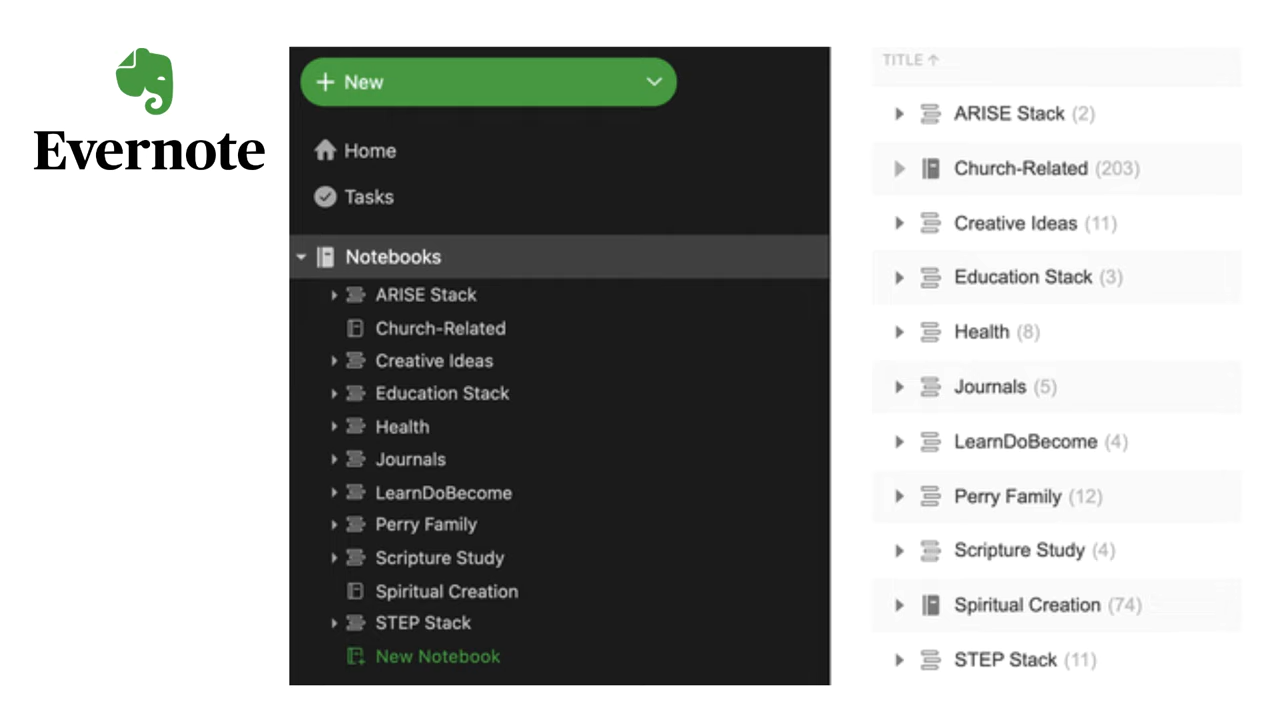 Evernote
New
Home
Tasks
Notebooks
ARISE Stack
Church-Related
Creative Ideas
Education Stack
Health
Journals
LearnDoBecome
Perry Family
Scripture Study
Spiritual Creation
STEP Stack
New Notebook
TITLE ↑
ARISE Stack (2)
Church-Related (203)
Creative Ideas (11)
Education Stack (3)
Health (8)
Journals (5)
LearnDoBecome (4)
Perry Family (12)
Scripture Study (4)
Spiritual Creation (74)
STEP Stack (11)